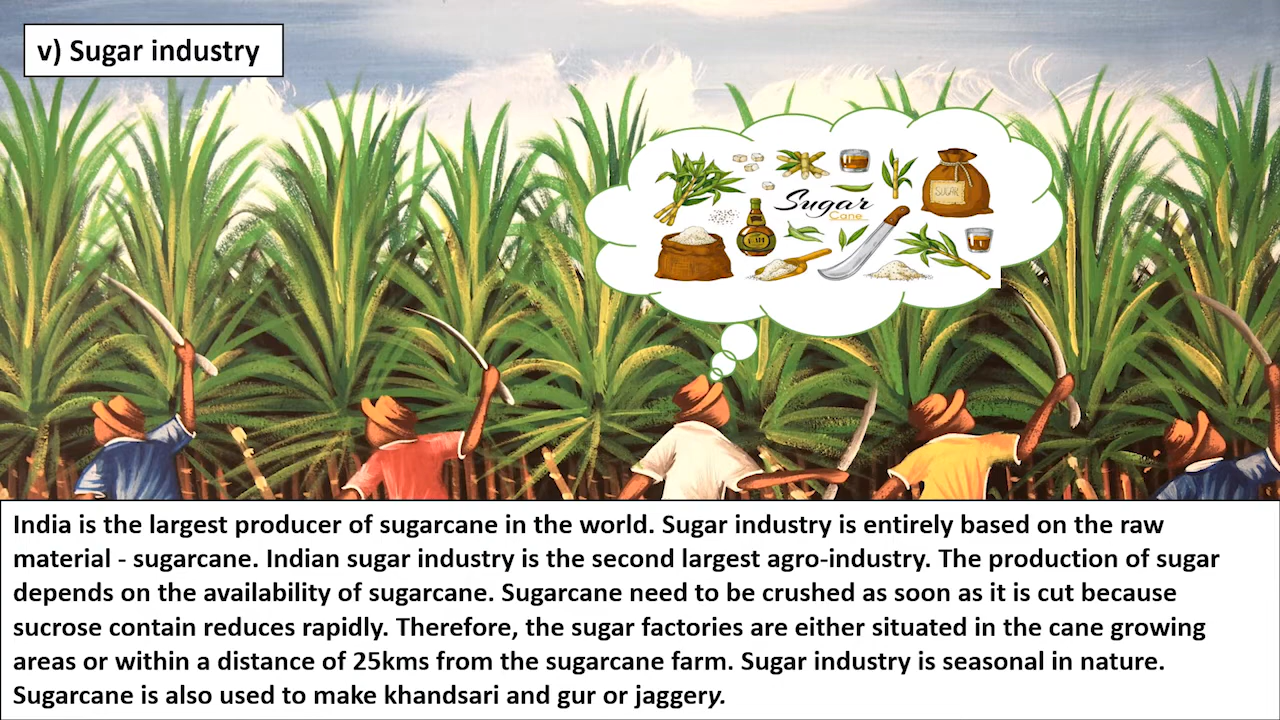 v) Sugar industry
Sugar
Cane
SUGAR
India is the largest producer of sugarcane in the world. Sugar industry is entirely based on the raw
material - sugarcane. Indian sugar industry is the second largest agro-industry. The production of sugar
depends on the availability of sugarcane. Sugarcane need to be crushed as soon as it is cut because
sucrose contain reduces rapidly. Therefore, the sugar factories are either situated in the cane growing
areas or within a distance of 25kms from the sugarcane farm. Sugar industry is seasonal in nature.
Sugarcane is also used to make khandsari and gur or jaggery.